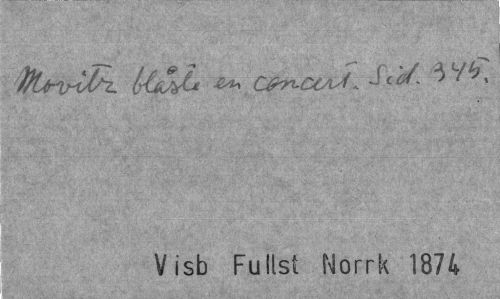 Movitz blåste en concert. Sid. 345.
Visb Fullst Norrk 1874